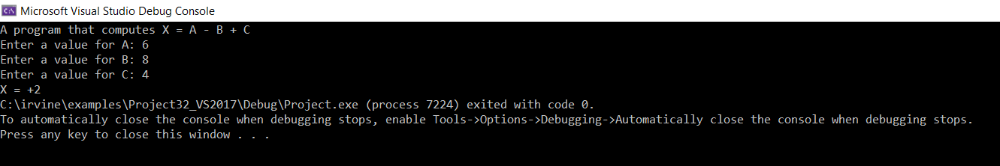 C:\ Microsoft Visual Studio Debug Console
A program that computes X = A - B + C
Enter a value for A: 6
Enter a value for B: 8
Enter a value for C: 4
X = +2
C:\irvine\examples\Project32_VS2017\Debug\Project.exe (process 7224) exited with code 0.
To automatically close the console when debugging stops, enable Tools->Options->Debugging->Automatically close the console when debugging stops.
Press any key to close this window . . .